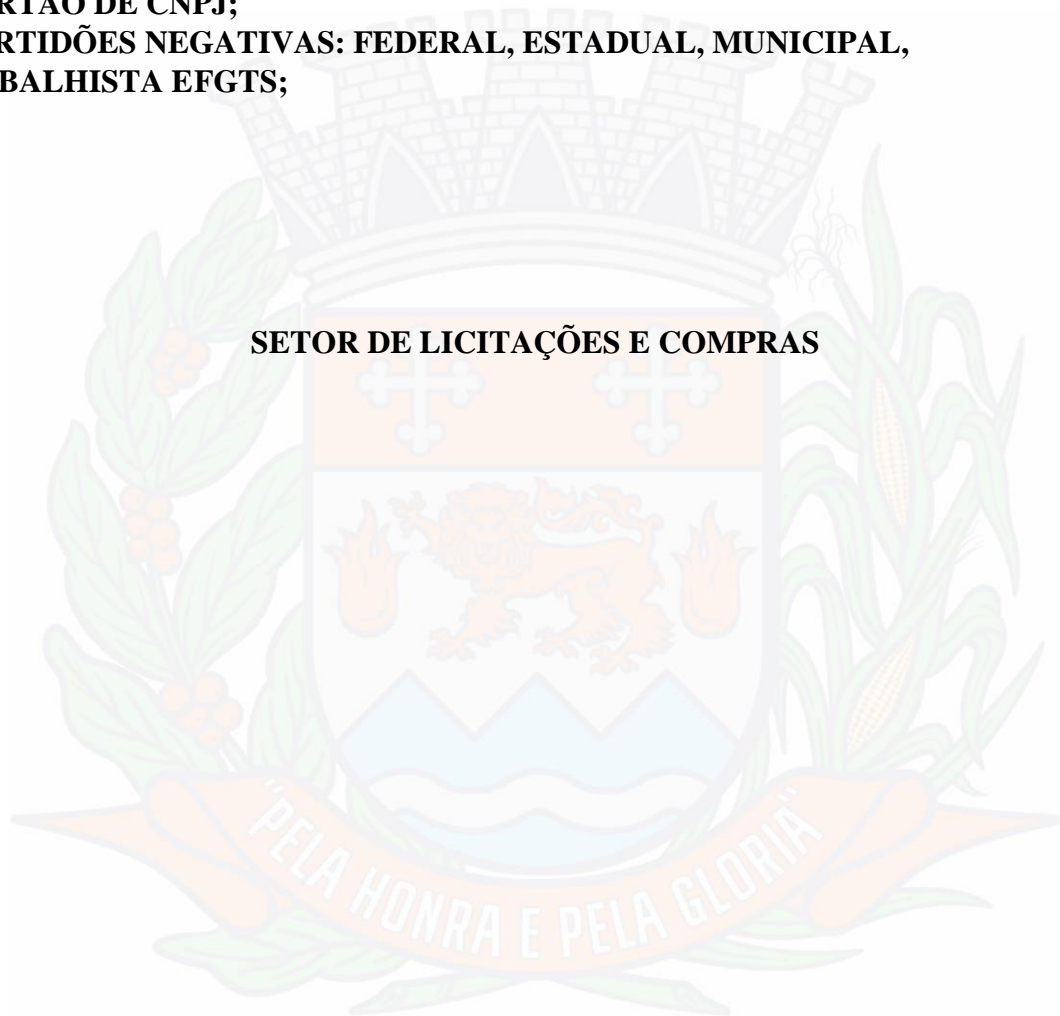 RTÃO DE CNPJ;
RTIDÕES NEGATIVAS: FEDERAL, ESTADUAL, MUNICIPAL,
BALHISTA EFGTS;
SETOR DE LICITAÇÕES E COMPRAS
"PELA HONRA E PELA GLORIA"